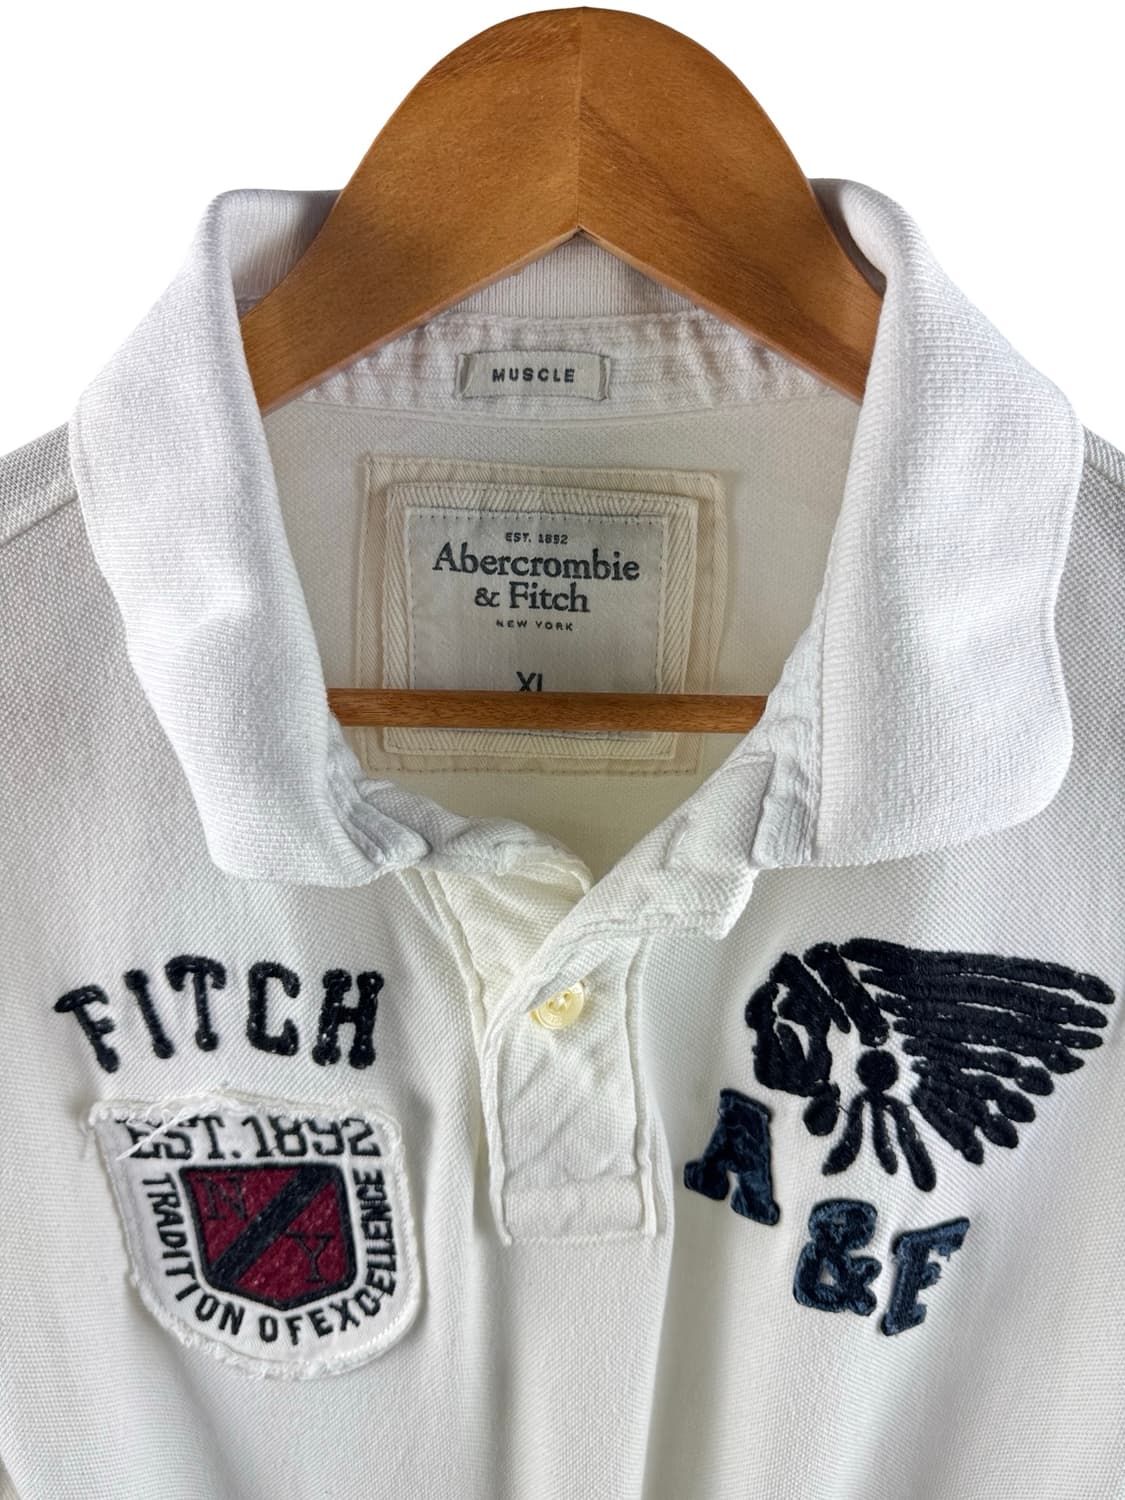 MUSCLE
EST. 1892
Abercrombie
& Fitch
NEW YORK
XL
FITCH
EST. 1892
TRADITION OF EXCELLENCE
N
Y
A
&
F